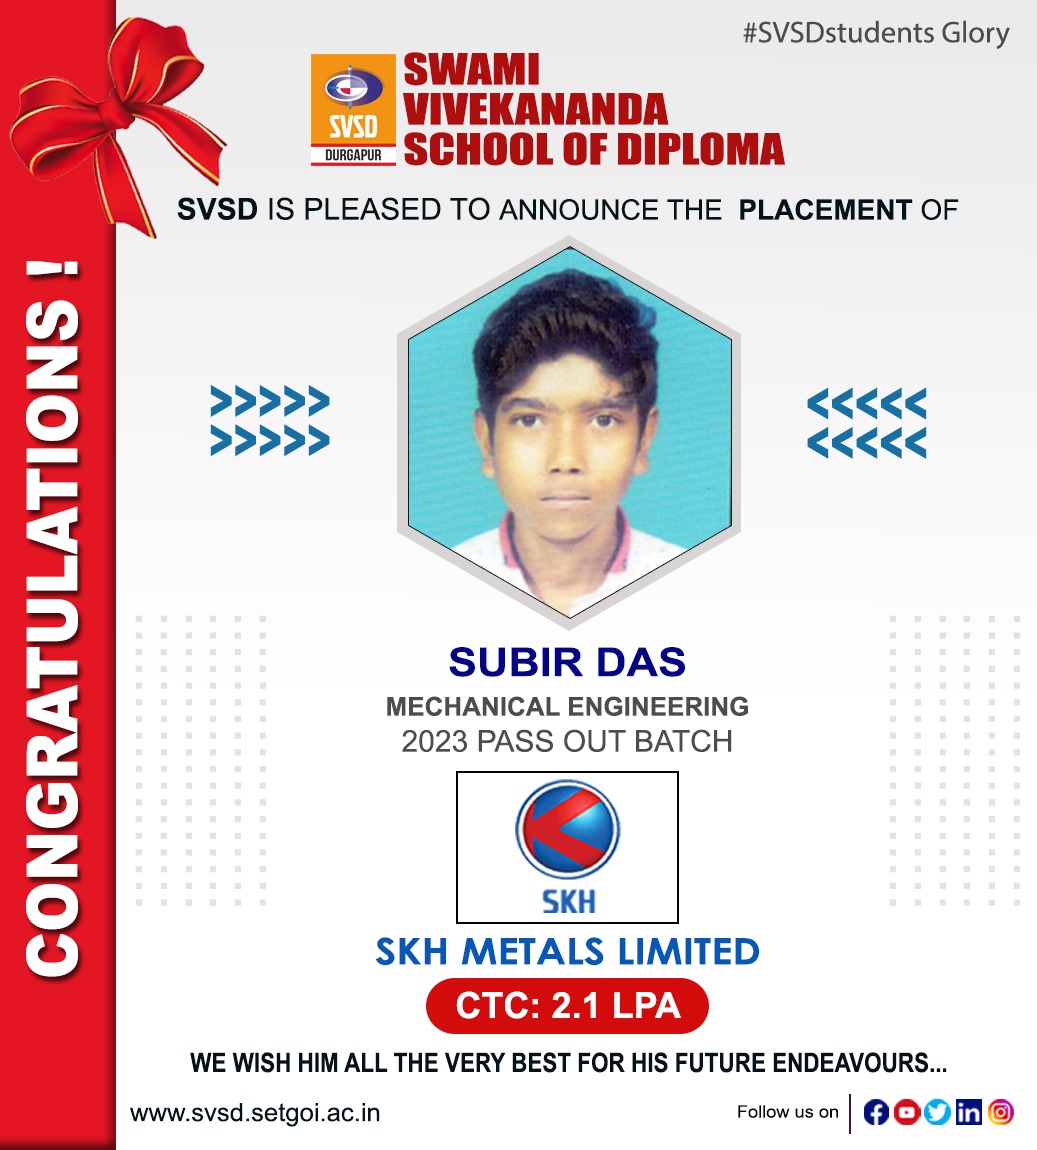 #SVSDstudents Glory
SVSD
DURGAPUR
SWAMI
VIVEKANANDA
SCHOOL OF DIPLOMA
SVSD IS PLEASED TO ANNOUNCE THE PLACEMENT OF
CONGRATULATIONS !
SUBIR DAS
MECHANICAL ENGINEERING
2023 PASS OUT BATCH
SKH
SKH METALS LIMITED
CTC: 2.1 LPA
WE WISH HIM ALL THE VERY BEST FOR HIS FUTURE ENDEAVOURS...
www.svsd.setgoi.ac.in
Follow us on